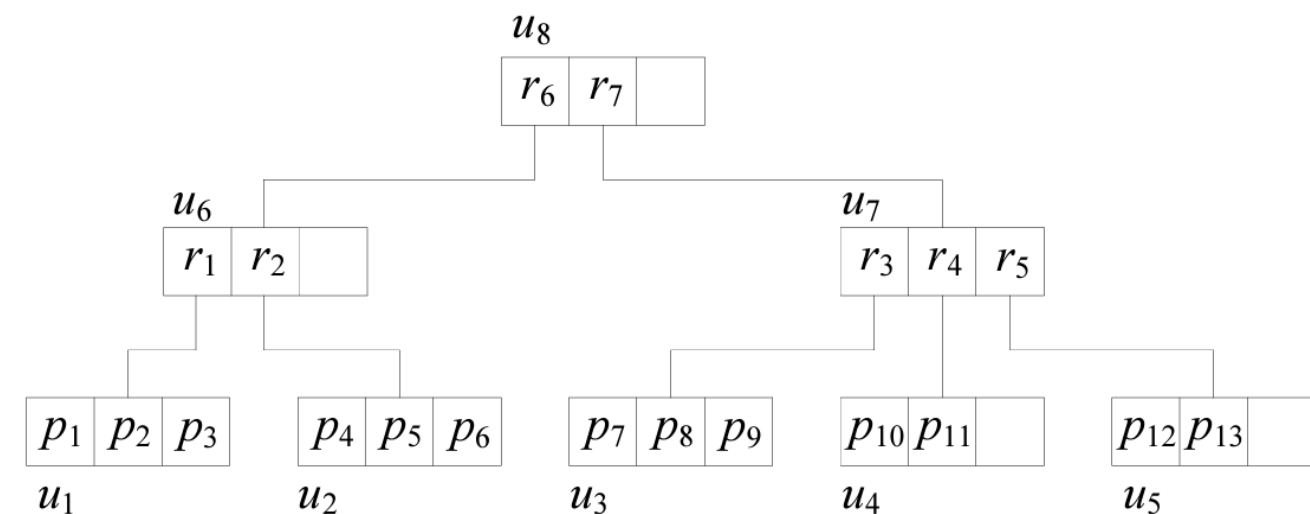 u₈
r₆ r₇
u₆ u₇
r₁ r₂ r₃ r₄ r₅
p₁ p₂ p₃ p₄ p₅ p₆ p₇ p₈ p₉ p₁₀ p₁₁ p₁₂ p₁₃
u₁ u₂ u₃ u₄ u₅